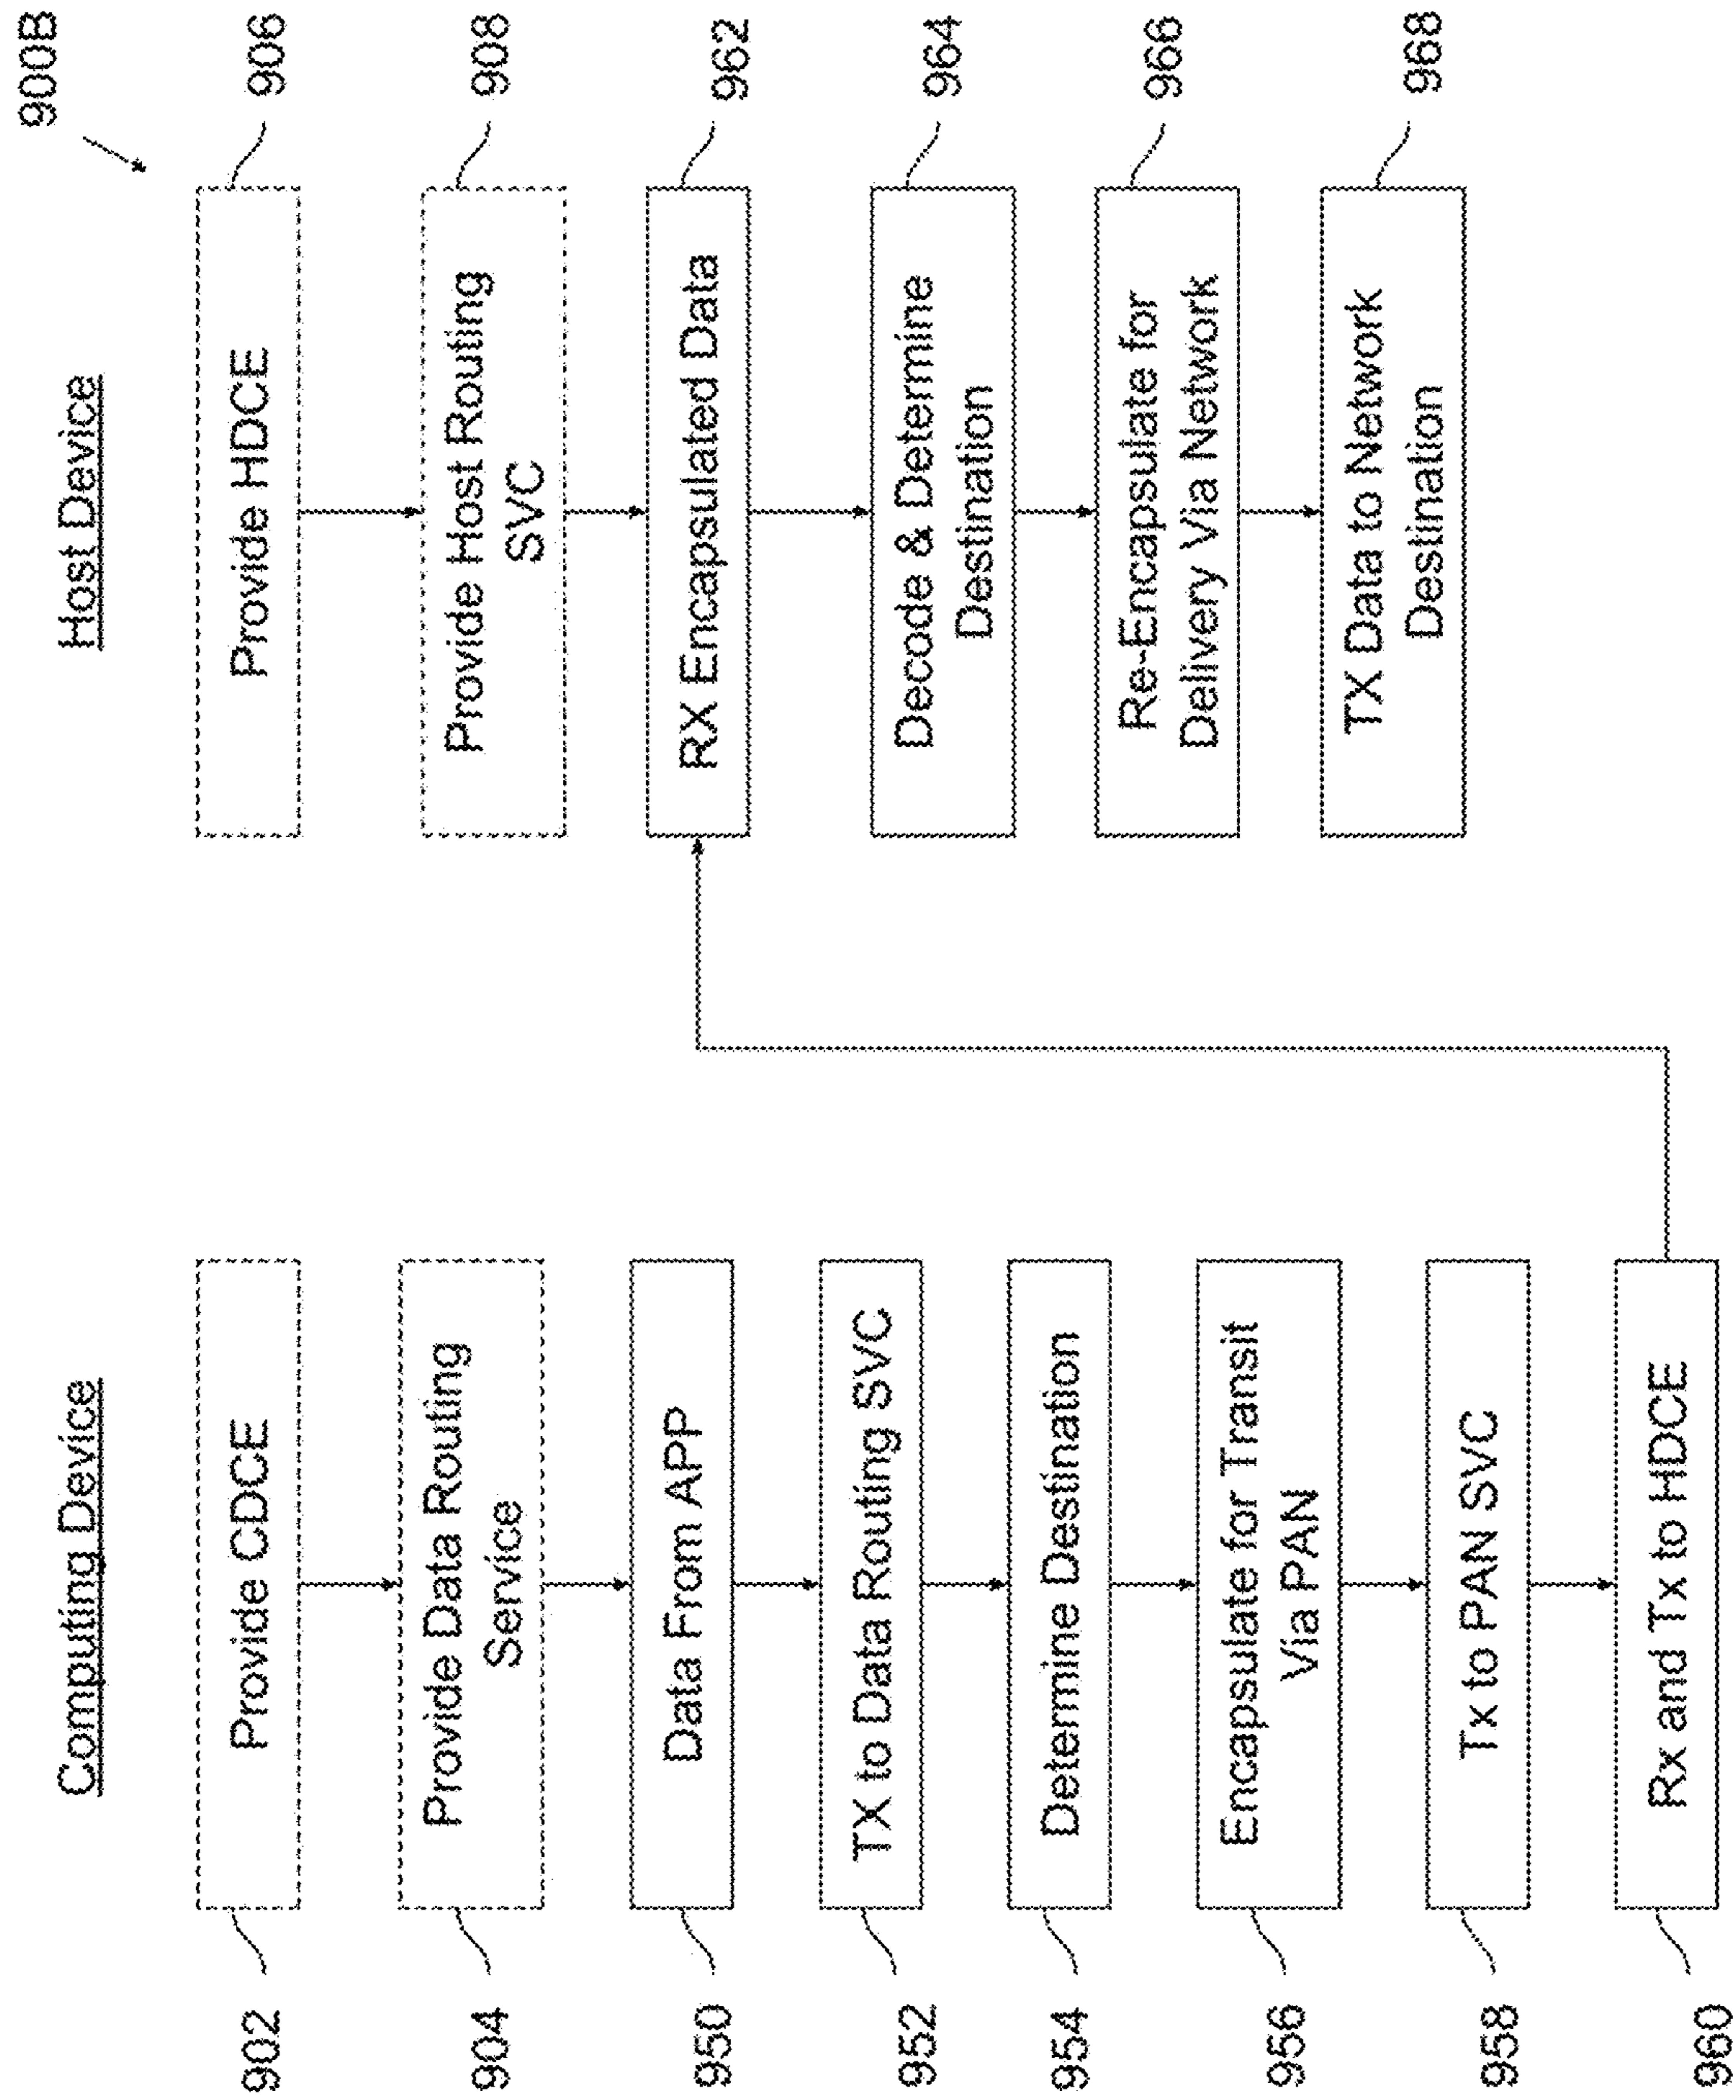 900B
Computing Device
902
Provide CDCE
904
Provide Data Routing
Service
950
Data From APP
952
TX to Data Routing SVC
954
Determine Destination
956
Encapsulate for Transit
Via PAN
958
Tx to PAN SVC
960
Rx and Tx to HDCE
Host Device
Provide HDCE
906
Provide Host Routing
SVC
908
RX Encapsulated Data
962
Decode & Determine
Destination
964
Re-Encapsulate for
Delivery Via Network
966
TX Data to Network
Destination
968